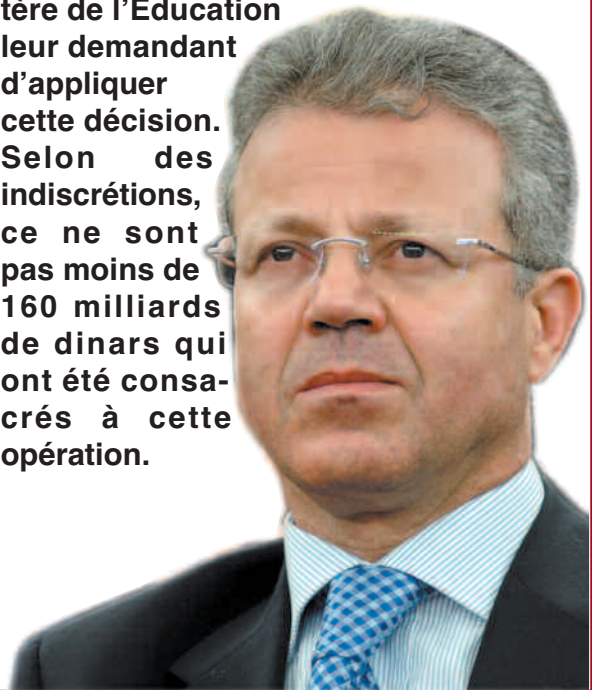 tère de l’Education
leur demandant
d’appliquer
cette décision.
Selon des
indiscrétions,
ce ne sont
pas moins de
160 milliards
de dinars qui
ont été consa-
crés à cette
opération.